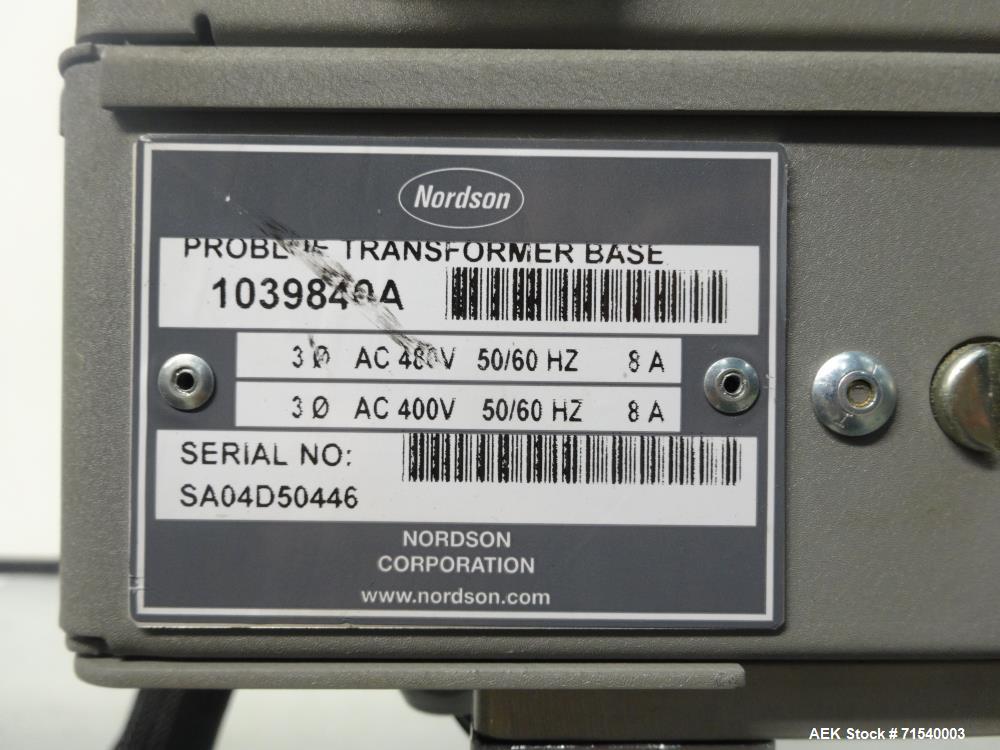 Nordson
TRANSFORMER BASE
3 Ø AC 480V 50/60 HZ 8 A
3 Ø AC 400V 50/60 HZ 8 A
SERIAL NO:
SA04D50446
NORDSON
CORPORATION
www.nordson.com
AEK Stock #71540003